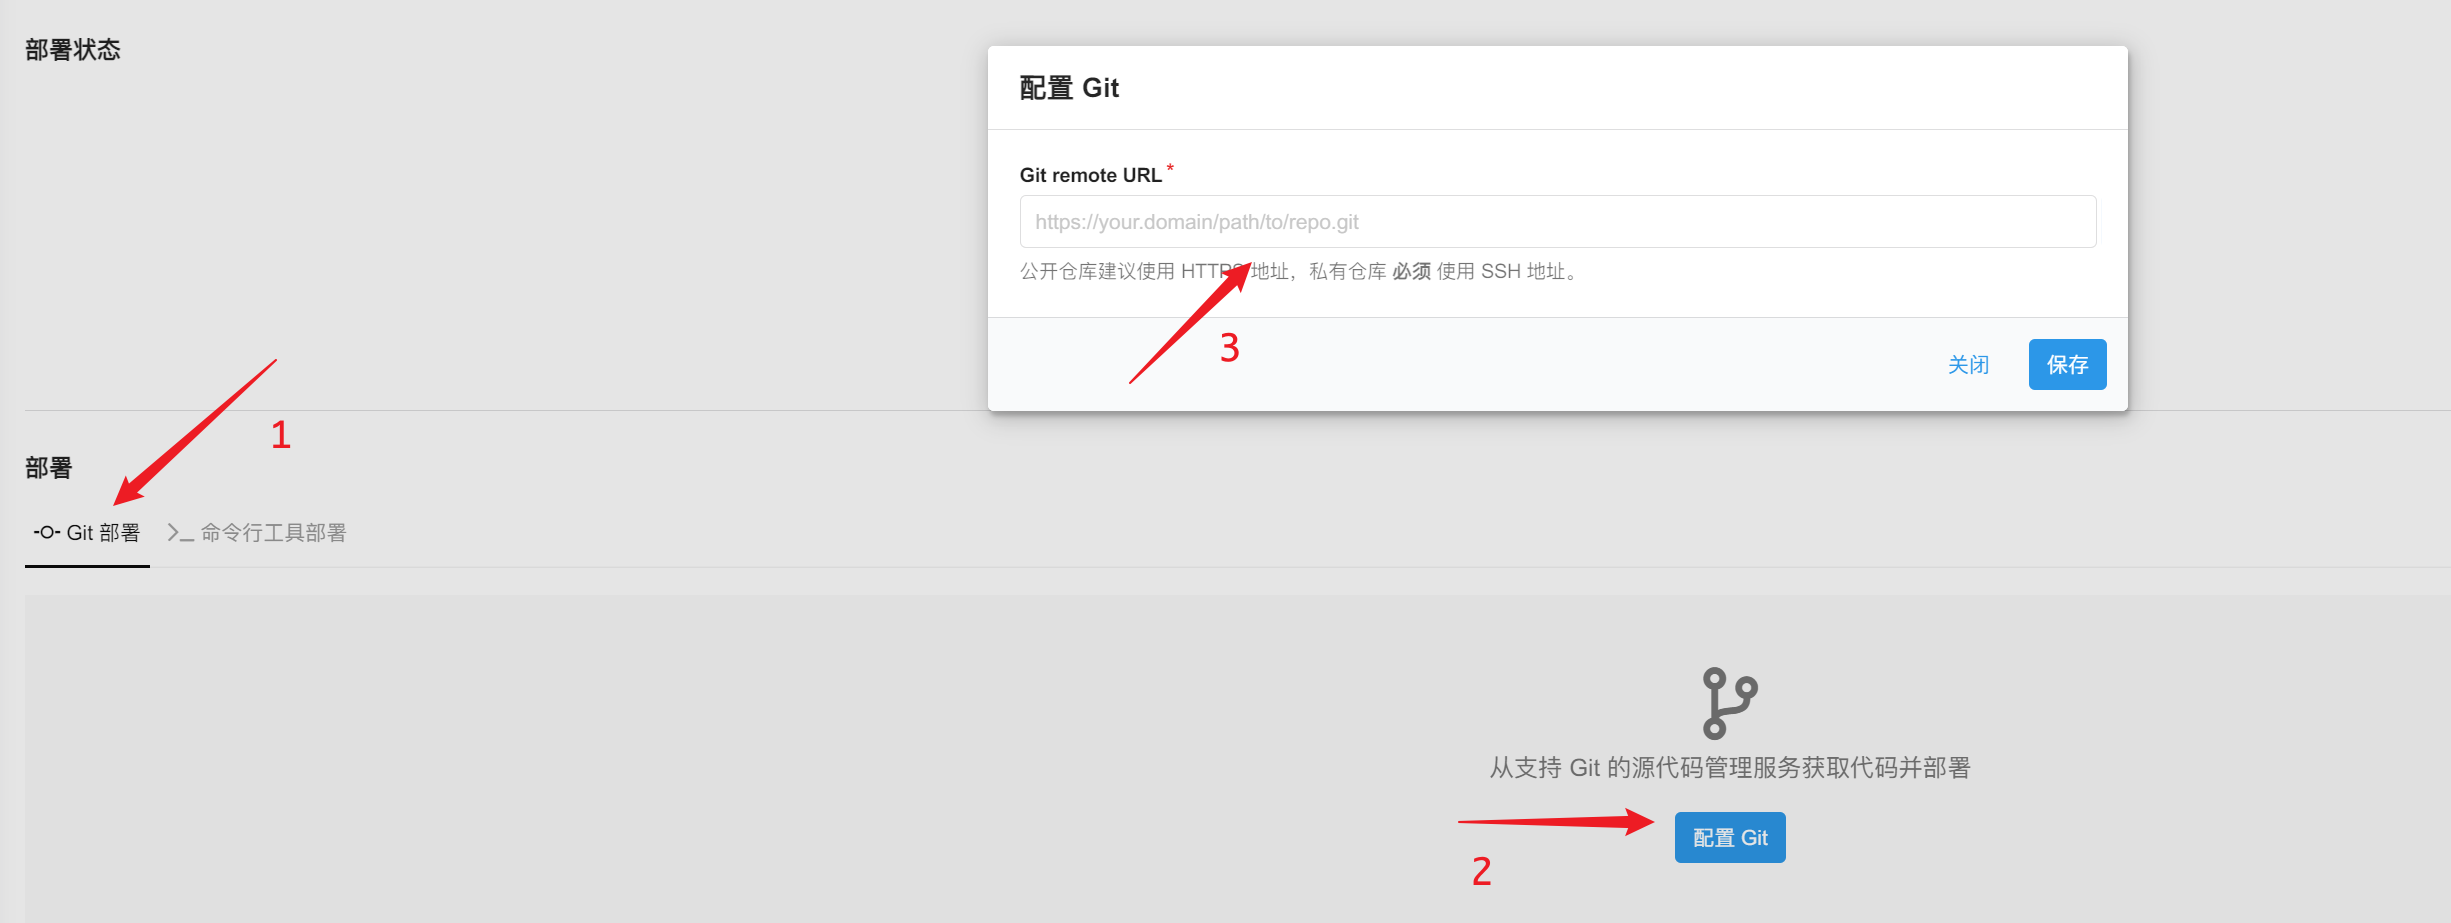 部署状态
配置 Git
Git remote URL *
https://your.domain/path/to/repo.git
公开仓库建议使用 HTTPS 地址，私有仓库 必须 使用 SSH 地址。
3
关闭
保存
1
部署
Git 部署
命令行工具部署
从支持 Git 的源代码管理服务获取代码并部署
配置 Git
2